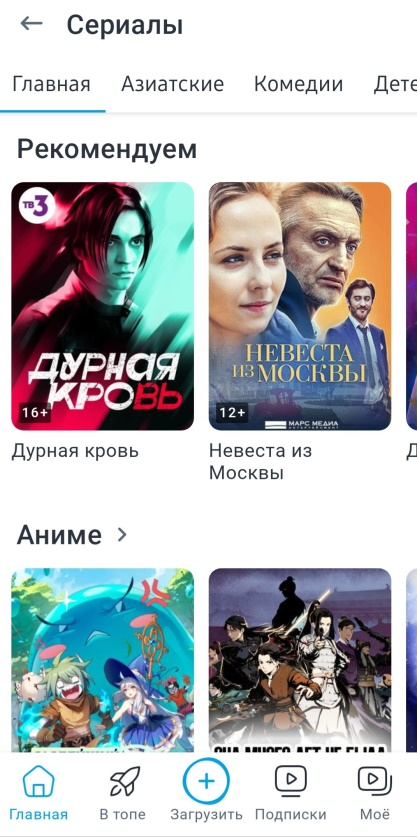 Сериалы
Главная Азиатские Комедии Дете
Рекомендуем
ТВ3
ДУРНАЯ
КРОВЬ
16+
НЕВЕСТА
ИЗ МОСКВЫ
12+
МАРС МЕДИА
Дурная кровь
Невеста из
Москвы
Аниме
Главная В топе Загрузить Подписки Моё